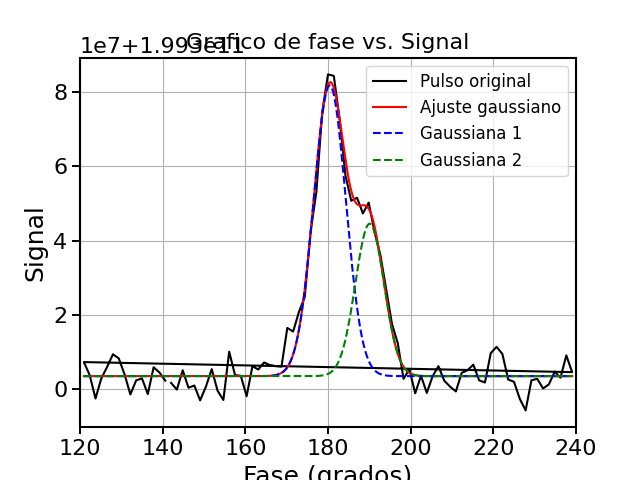 1e7+1.993e11
Grafico de fase vs. Signal
Pulso original
Ajuste gaussiano
Gaussiana 1
Gaussiana 2
8
6
4
2
0
Signal
120 140 160 180 200 220 240
Fase (grados)